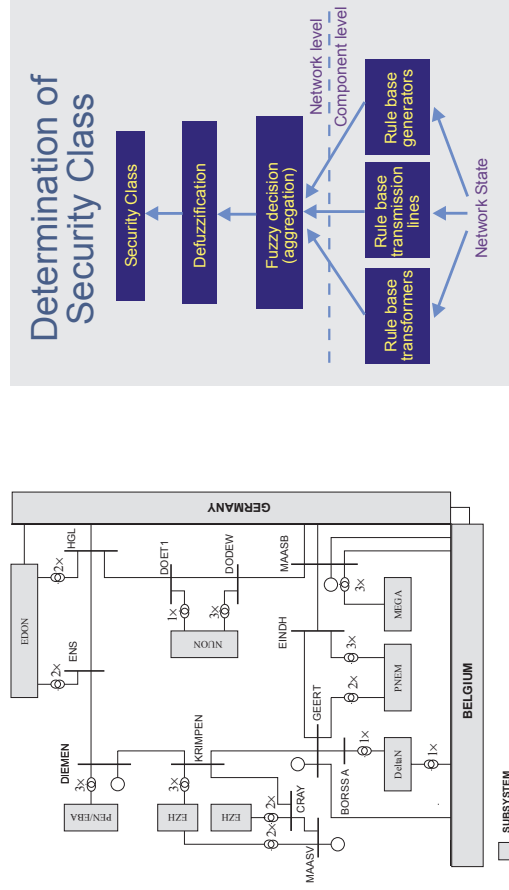 Determination of
Security Class
Security Class
Defuzzification
Fuzzy decision
(aggregation)
Network level
Component level
Rule base
transformers
Rule base
transmission
lines
Rule base
generators
Network State
EDON
GERMANY
2×
HGL
2×
ENS
DIEMEN
3×
PEN/EBA
DOET1
1×
NUON
3×
DODEW
KRIMPEN
3×
EZH
EZH
2×
2×
CRAY
MAASV
MAASB
EINDH
GEERT
3×
MEGA
3×
2×
PNEM
BORSS A
1×
DeltaN
1×
BELGIUM
SUBSYSTEM